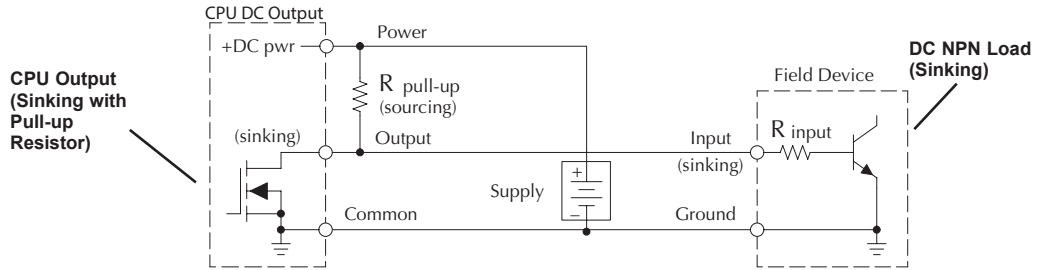 CPU DC Output
+DC pwr
Power
CPU Output
(Sinking with
Pull-up
Resistor)
R pull-up
(sourcing)
(sinking)
Output
Common
Supply
+
–
Input
(sinking)
Ground
Field Device
R input
DC NPN Load
(Sinking)